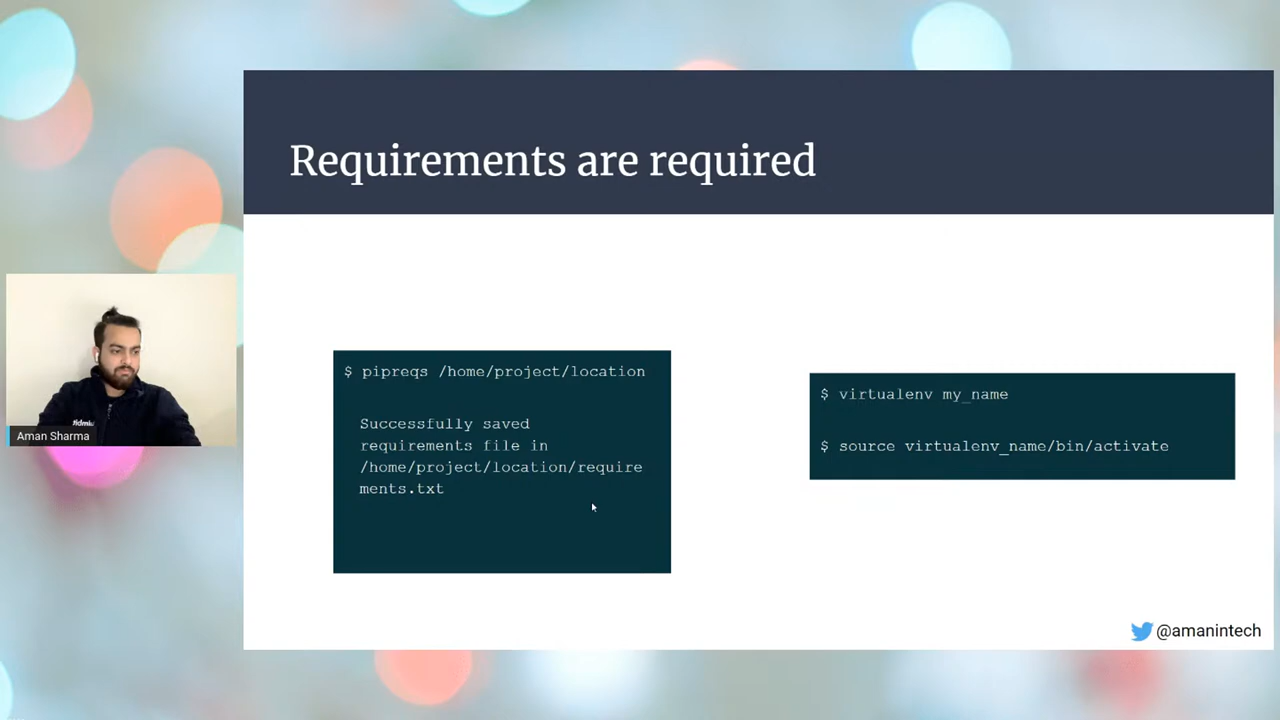 Requirements are required
$ pipreqs /home/project/location
Successfully saved
requirements file in
/home/project/location/require
ments.txt
$ virtualenv my_name
$ source virtualenv_name/bin/activate
Aman Sharma
@amanintech